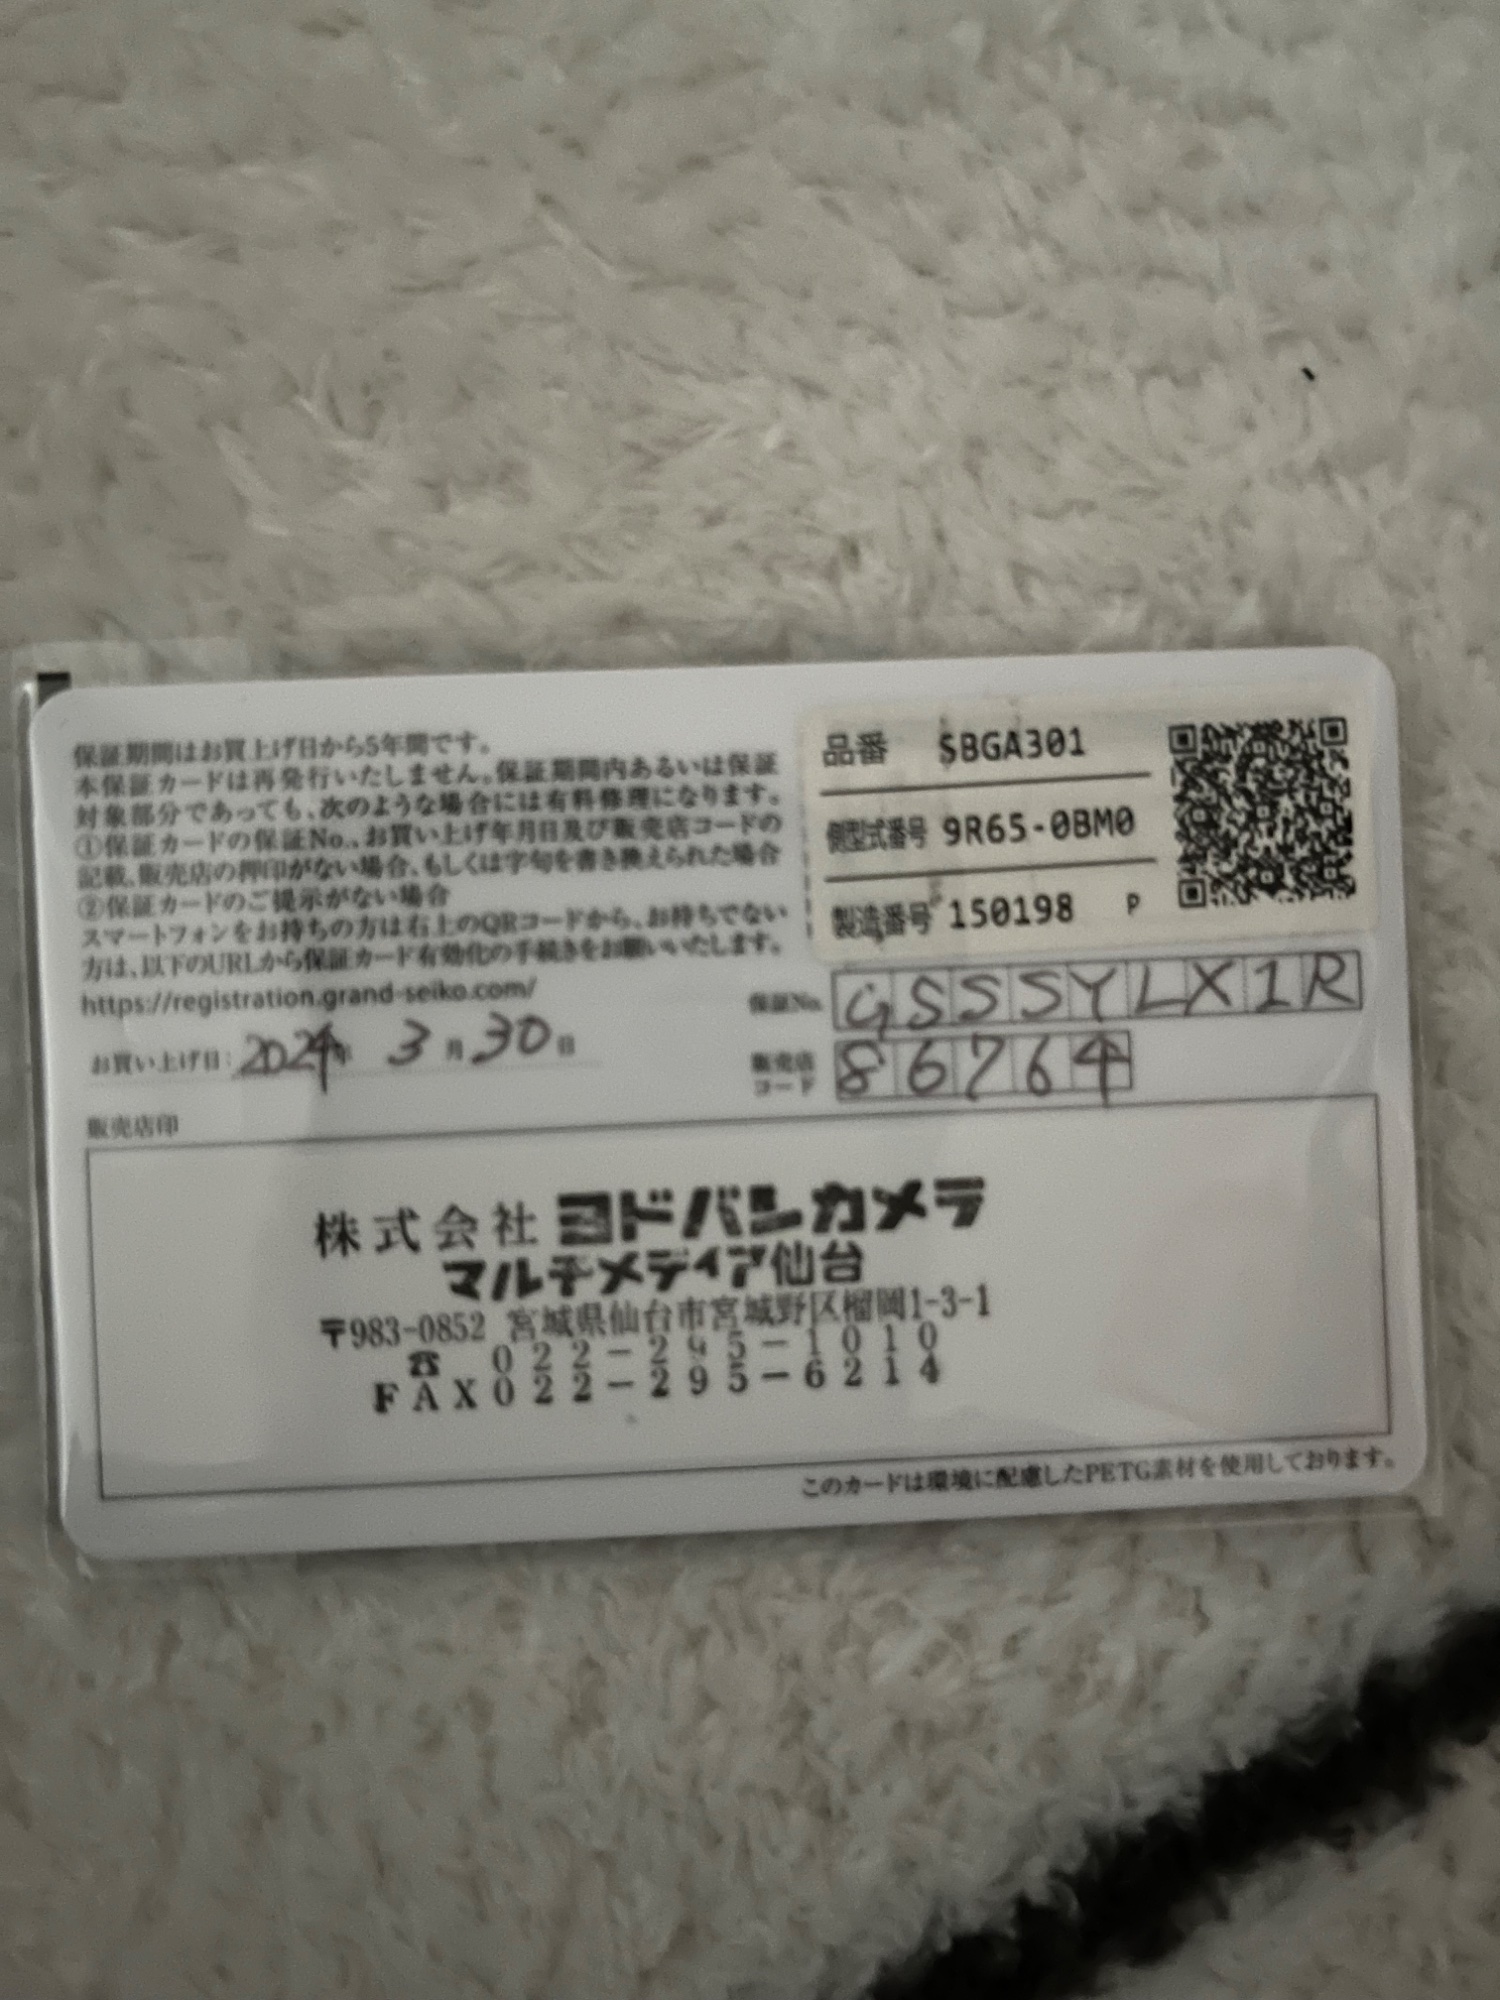 保証期間はお買上げ日から5年間です。
本保証カードは再発行いたしません。保証期間内あるいは保証
対象部分であっても、次のような場合には有料修理になります。
①保証カードの保証No.、お買い上げ年月日及び販売店コードの
記載、販売店の押印がない場合、もしくは字句を書き換えられた場合
②保証カードのご提示がない場合
スマートフォンをお持ちの方は右上のQRコードから、お持ちでない
方は、以下のURLから保証カード有効化の手続きをお願いいたします。
https://registration.grand-seiko.com/
お買い上げ日: 2024年 3月30日
品番 SBGA301
側型式番号 9R65-0BM0
製造番号 150198 P
保証No. GSSSYLX1R
販売店
コード 86764
販売店印
株式会社 ヨドバシカメラ
マルチメディア仙台
〒983-0852 宮城県仙台市宮城野区榴岡1-3-1
☎ 022-295-1010
FAX022-295-6214
このカードは環境に配慮したPETG素材を使用しております。